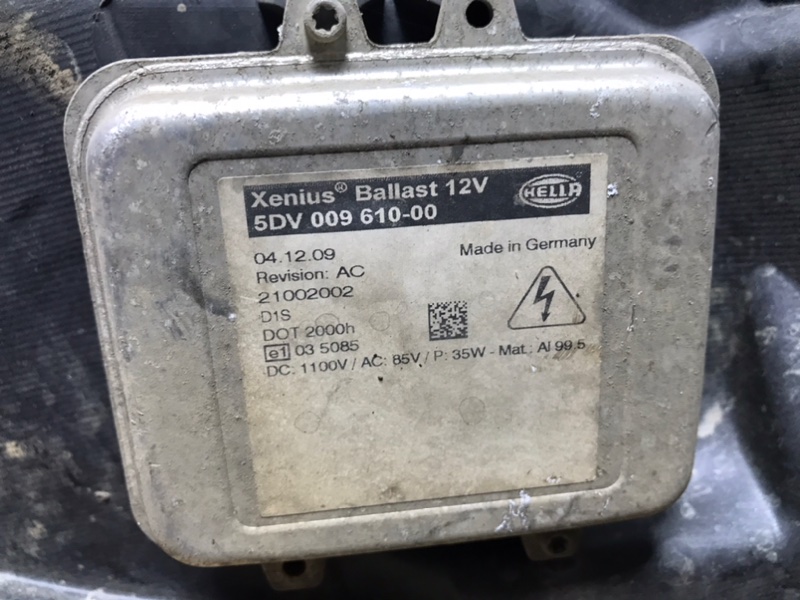 Xenius® Ballast 12V
HELLA
5DV 009 610-00
04.12.09
Made in Germany
Revision: AC
21002002
D1S
DOT 2000h
e1 03 5085
DC: 1100V / AC: 85V / P: 35W - Mat.: Al 99.5